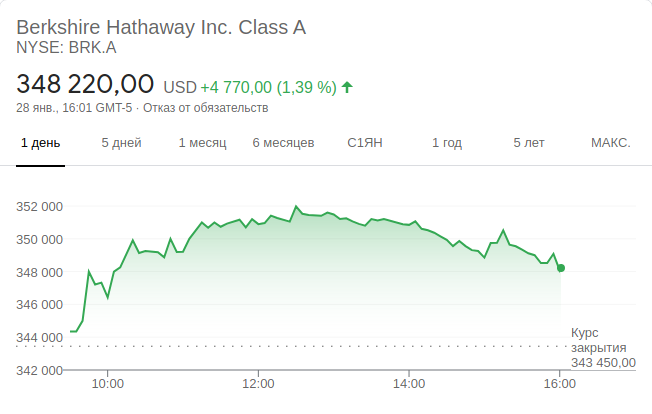 Berkshire Hathaway Inc. Class A
NYSE: BRK.A
348 220,00 USD +4 770,00 (1,39 %)
28 янв., 16:01 GMT-5 · Отказ от обязательств
1 день 5 дней 1 месяц 6 месяцев С1ЯН 1 год 5 лет МАКС.
352 000
350 000
348 000
346 000
344 000
342 000
Курс
закрытия
343 450,00
10:00 12:00 14:00 16:00